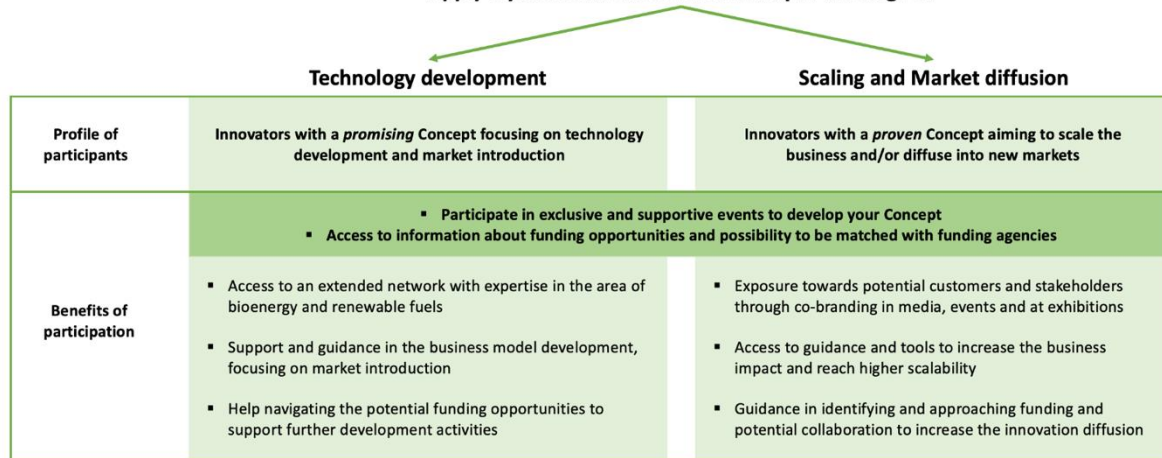 Technology development
Scaling and Market diffusion
Profile of
participants
Innovators with a promising Concept focusing on technology
development and market introduction
Innovators with a proven Concept aiming to scale the
business and/or diffuse into new markets
Benefits of
participation
▪ Participate in exclusive and supportive events to develop your Concept
▪ Access to information about funding opportunities and possibility to be matched with funding agencies
▪ Access to an extended network with expertise in the area of
bioenergy and renewable fuels
▪ Support and guidance in the business model development,
focusing on market introduction
▪ Help navigating the potential funding opportunities to
support further development activities
▪ Exposure towards potential customers and stakeholders
through co-branding in media, events and at exhibitions
▪ Access to guidance and tools to increase the business
impact and reach higher scalability
▪ Guidance in identifying and approaching funding and
potential collaboration to increase the innovation diffusion